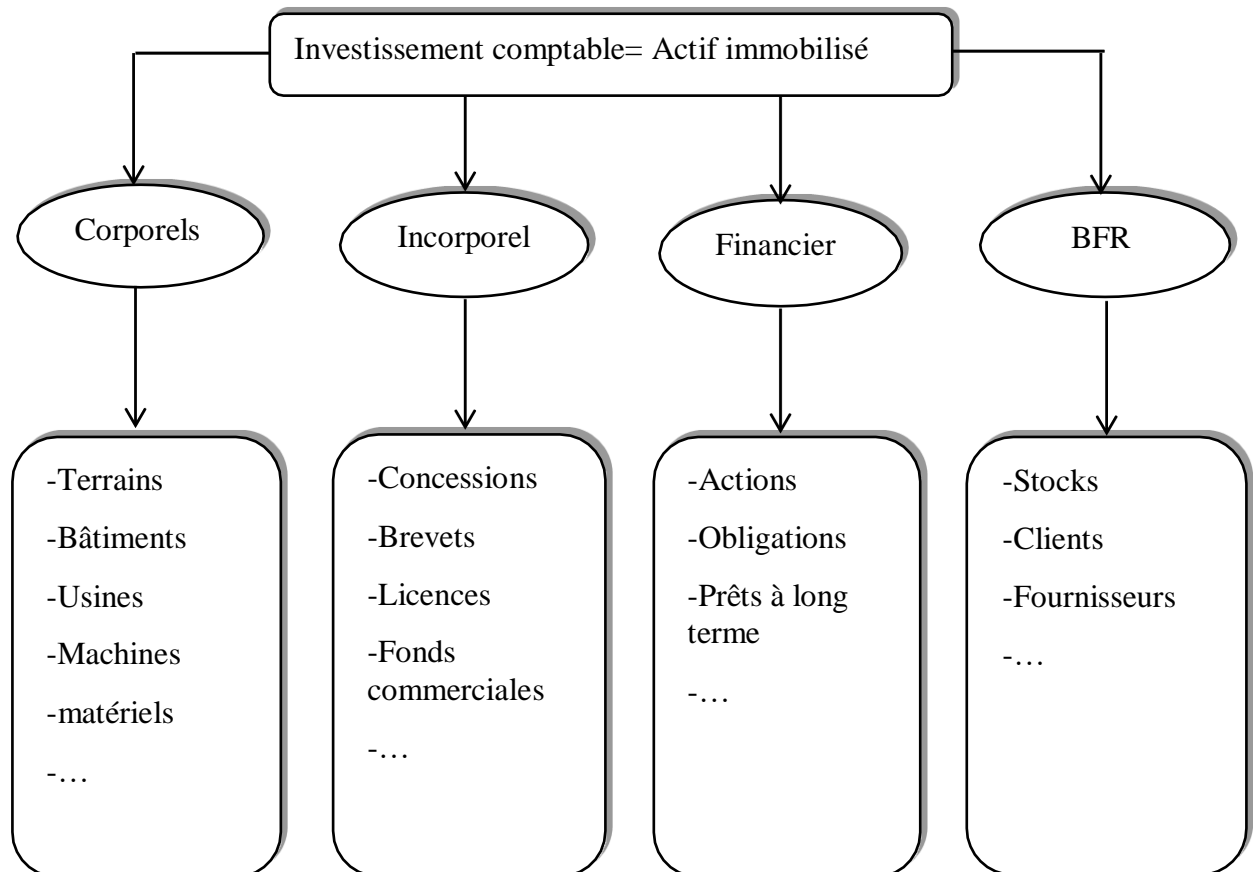 Investissement comptable= Actif immobilisé
Corporels
Incorporel
Financier
BFR
-Terrains
-Bâtiments
-Usines
-Machines
-matériels
-…
-Concessions
-Brevets
-Licences
-Fonds
commerciales
-…
-Actions
-Obligations
-Prêts à long
terme
-…
-Stocks
-Clients
-Fournisseurs
-…